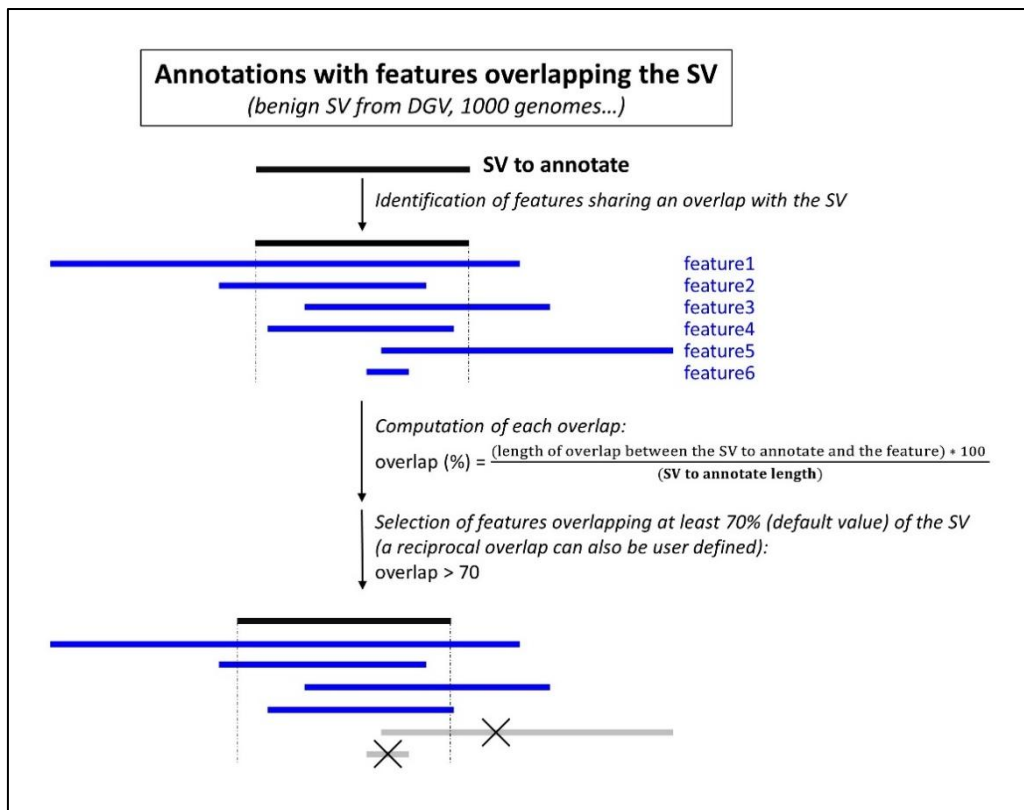 Annotations with features overlapping the SV
(benign SV from DGV, 1000 genomes...)
SV to annotate
Identification of features sharing an overlap with the SV
feature1
feature2
feature3
feature4
feature5
feature6
Computation of each overlap:
overlap (%) = (length of overlap between the SV to annotate and the feature) * 100
(SV to annotate length)
Selection of features overlapping at least 70% (default value) of the SV
(a reciprocal overlap can also be user defined):
overlap > 70